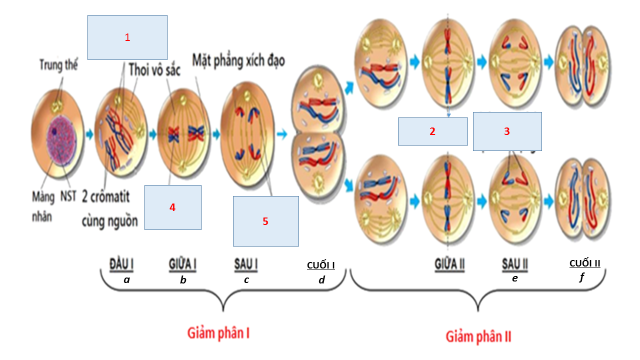 1
Trung thể
Thoi vô sắc
Mặt phẳng xích đạo
2
3
Màng
nhân
NST
2 crômatit
cùng nguồn
4
5
ĐẦU I
GIỮA I
SAU I
CUỐI I
GIỮA II
SAU II
CUỐI II
a
b
c
d
e
f
Giảm phân I
Giảm phân II